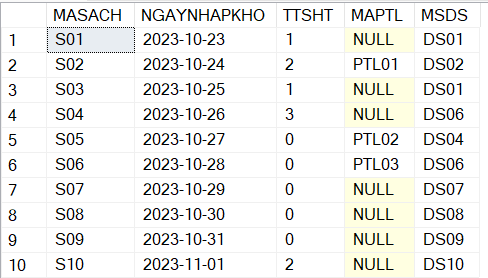 MASACH NGAYNHAPKHO TTSHT MAPTL MSDS
1 S01 2023-10-23 1 NULL DS01
2 S02 2023-10-24 2 PTL01 DS02
3 S03 2023-10-25 1 NULL DS01
4 S04 2023-10-26 3 NULL DS06
5 S05 2023-10-27 0 PTL02 DS04
6 S06 2023-10-28 0 PTL03 DS06
7 S07 2023-10-29 0 NULL DS07
8 S08 2023-10-30 0 NULL DS08
9 S09 2023-10-31 0 NULL DS09
10 S10 2023-11-01 2 NULL DS10